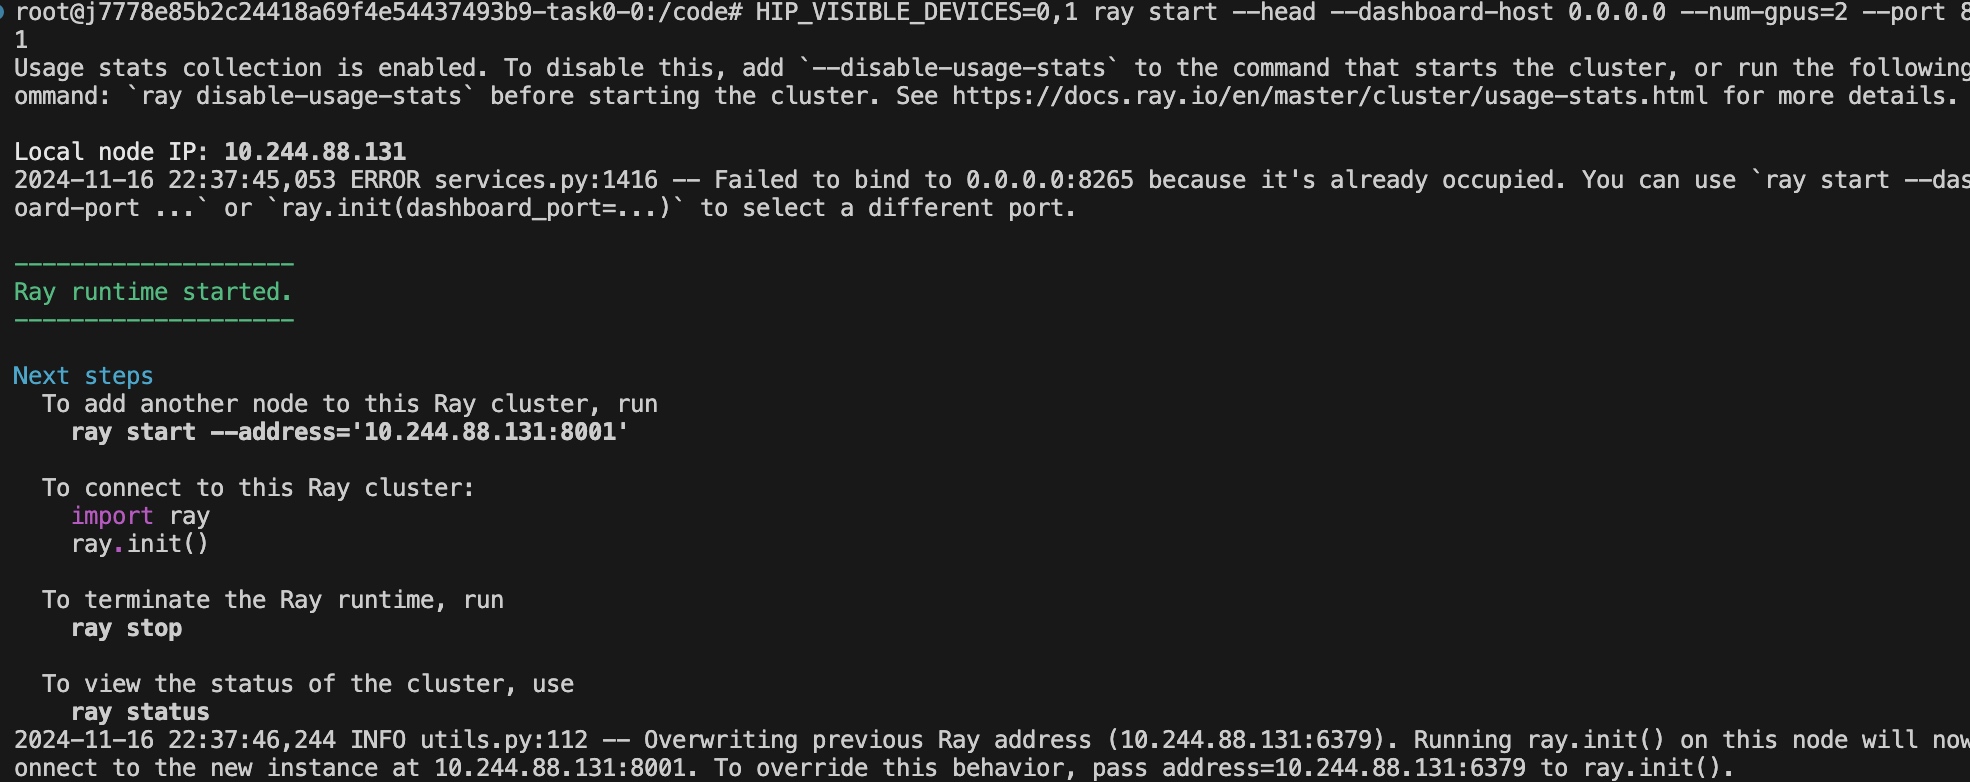 root@j7778e85b2c24418a69f4e54437493b9-task0-0:/code# HIP_VISIBLE_DEVICES=0,1 ray start --head --dashboard-host 0.0.0.0 --num-gpus=2 --port 8
1
Usage stats collection is enabled. To disable this, add `--disable-usage-stats` to the command that starts the cluster, or run the following
ommand: `ray disable-usage-stats` before starting the cluster. See https://docs.ray.io/en/master/cluster/usage-stats.html for more details.
Local node IP: 10.244.88.131
2024-11-16 22:37:45,053 ERROR services.py:1416 -- Failed to bind to 0.0.0.0:8265 because it's already occupied. You can use `ray start --das
oard-port ...` or `ray.init(dashboard_port=...)` to select a different port.
--------------------
Ray runtime started.
--------------------
Next steps
To add another node to this Ray cluster, run
ray start --address='10.244.88.131:8001'
To connect to this Ray cluster:
import ray
ray.init()
To terminate the Ray runtime, run
ray stop
To view the status of the cluster, use
ray status
2024-11-16 22:37:46,244 INFO utils.py:112 -- Overwriting previous Ray address (10.244.88.131:6379). Running ray.init() on this node will now
onnect to the new instance at 10.244.88.131:8001. To override this behavior, pass address=10.244.88.131:6379 to ray.init().